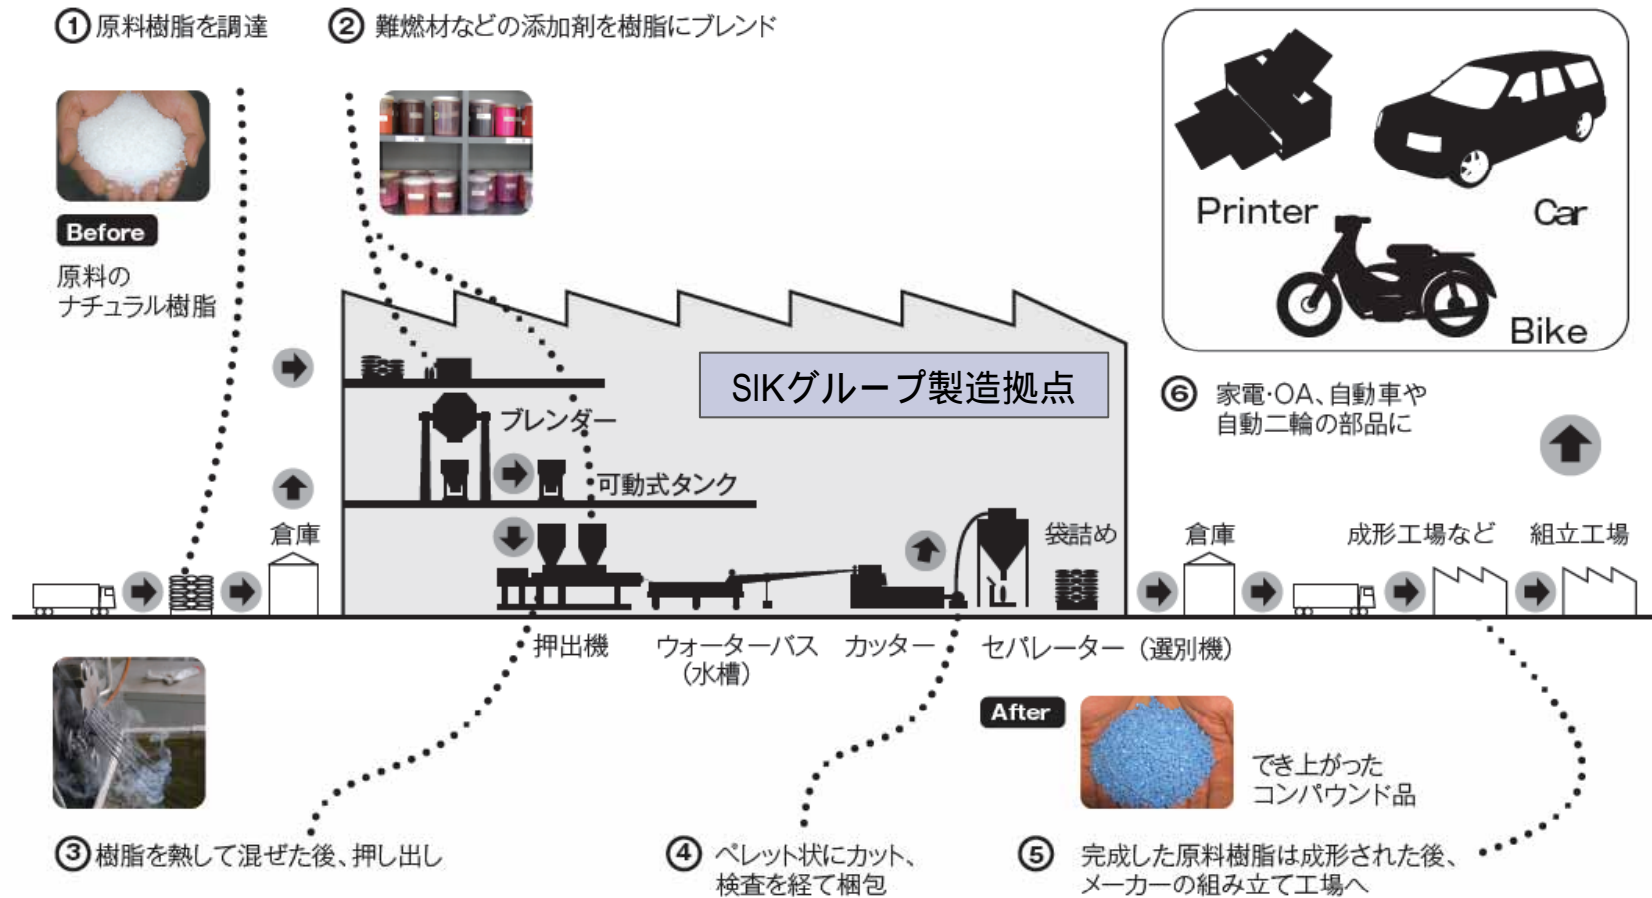 ① 原料樹脂を調達
② 難燃材などの添加剤を樹脂にブレンド
Before
原料の
ナチュラル樹脂
Printer
Car
Bike
SIKグループ製造拠点
⑥ 家電・OA、自動車や
自動二輪の部品に
ブレンダー
可動式タンク
倉庫
袋詰め
倉庫
成形工場など
組立工場
押出機
ウォーターバス
（水槽）
カッター
セパレーター（選別機）
After
でき上がった
コンパウンド品
③ 樹脂を熱して混ぜた後、押し出し
④ ペレット状にカット、
検査を経て梱包
⑤ 完成した原料樹脂は成形された後、
メーカーの組み立て工場へ